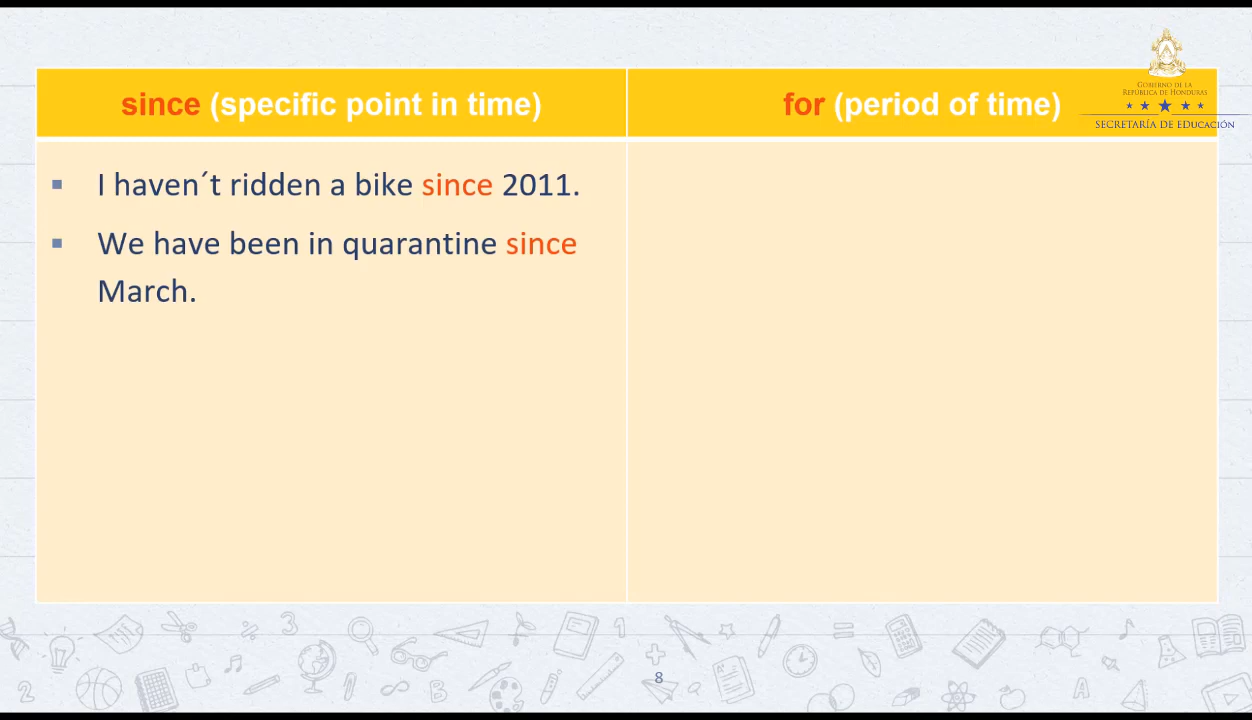 GOBIERNO DE LA
REPÚBLICA DE HONDURAS
SECRETARÍA DE EDUCACIÓN
since (specific point in time)
for (period of time)
I haven´t ridden a bike since 2011.
We have been in quarantine since
March.
8